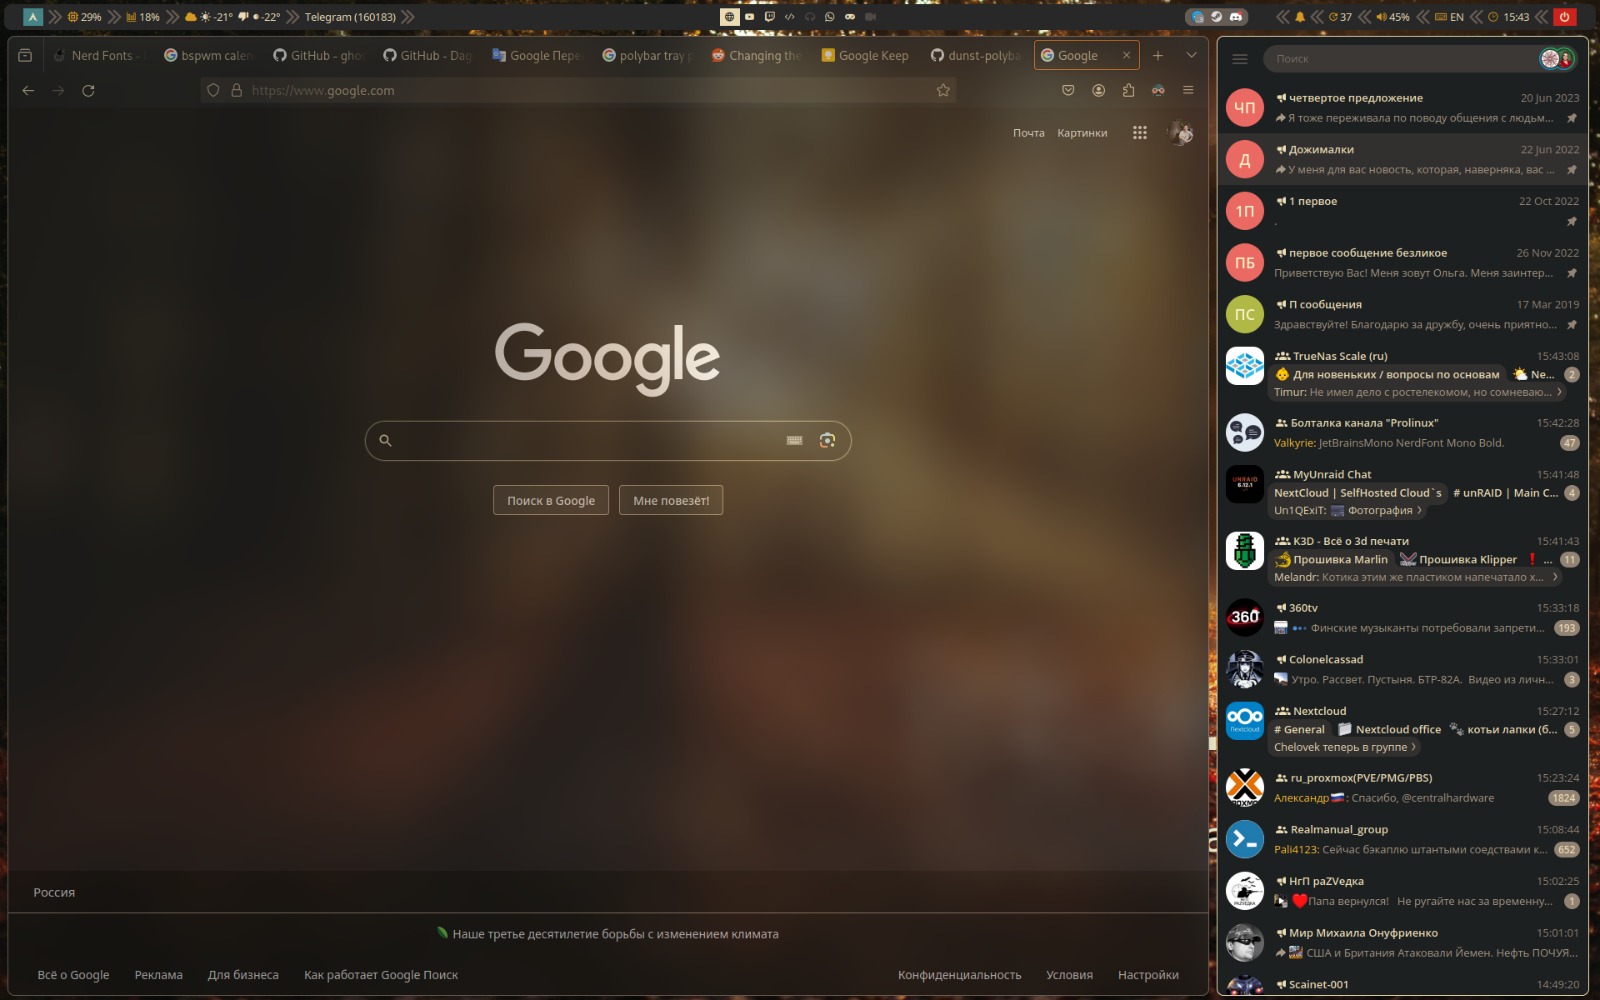 29%
18%
-21° -22°
Telegram (160183)
37
45%
EN
15:43
Nerd Fonts -
bspwm calen
GitHub - gho
GitHub - Dag
Google Пере
polybar tray p
Changing the
Google Keep
dunst-polyba
Google
https://www.google.com
Почта Картинки
Google
Поиск в Google
Мне повезёт!
Россия
Наше третье десятилетие борьбы с изменением климата
Всё о Google Реклама Для бизнеса Как работает Google Поиск
Конфиденциальность Условия Настройки
Поиск
ЧП
четвертое предложение 20 Jun 2023
Я тоже переживала по поводу общения с людьм...
Д
Дожималки 22 Jun 2022
У меня для вас новость, которая, наверняка, вас ...
1П
1 первое 22 Oct 2022
.
ПБ
первое сообщение безликое 26 Nov 2022
Приветствую Вас! Меня зовут Ольга. Меня заинтер...
ПС
П сообщения 17 Mar 2019
Здравствуйте! Благодарю за дружбу, очень приятно...
TrueNas Scale (ru) 15:43:08
Для новеньких / вопросы по основам Ne... 2
Timur: Не имел дело с ростелекомом, но сомневаю...
Болталка канала "Prolinux" 15:42:28
Valkyrie: JetBrainsMono NerdFont Mono Bold. 47
UNRAID
6.12.1
MyUnraid Chat 15:41:48
NextCloud | SelfHosted Cloud`s # unRAID | Main C... 4
Un1QExiT: Фотография
K3D - Всё о 3d печати 15:41:43
Прошивка Marlin Прошивка Klipper ... 11
Melandr: Котика этим же пластиком напечатало х...
360
360tv 15:33:18
Финские музыканты потребовали запрети... 193
Colonelcassad 15:33:01
Утро. Рассвет. Пустыня. БТР-82А. Видео из личн... 3
Nextcloud
Nextcloud 15:27:12
# General Nextcloud office котьи лапки (б... 5
Chelovek теперь в группе
ru_proxmox(PVE/PMG/PBS) 15:23:24
Александр: Спасибо, @centralhardware 1824
Realmanual_group 15:08:44
Pali4123: Сейчас бэкаплю штантыми соедствами к... 652
НгП раZVедка 15:02:25
Папа вернулся! Не ругайте нас за временну... 1
Мир Михаила Онуфриенко 15:01:01
США и Британия Атаковали Йемен. Нефть ПОЧУЯ...
Scainet-001 14:49:20